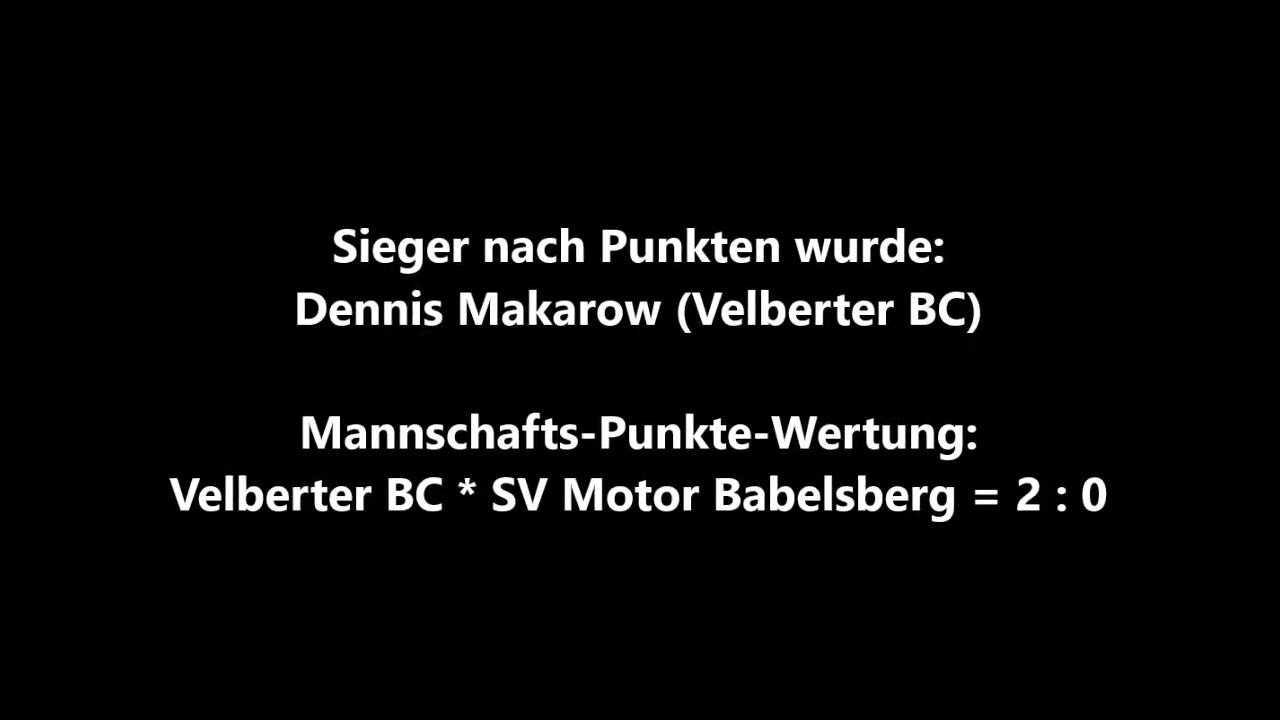 Sieger nach Punkten wurde:
Dennis Makarow (Velberter BC)
Mannschafts-Punkte-Wertung:
Velberter BC * SV Motor Babelsberg = 2 : 0